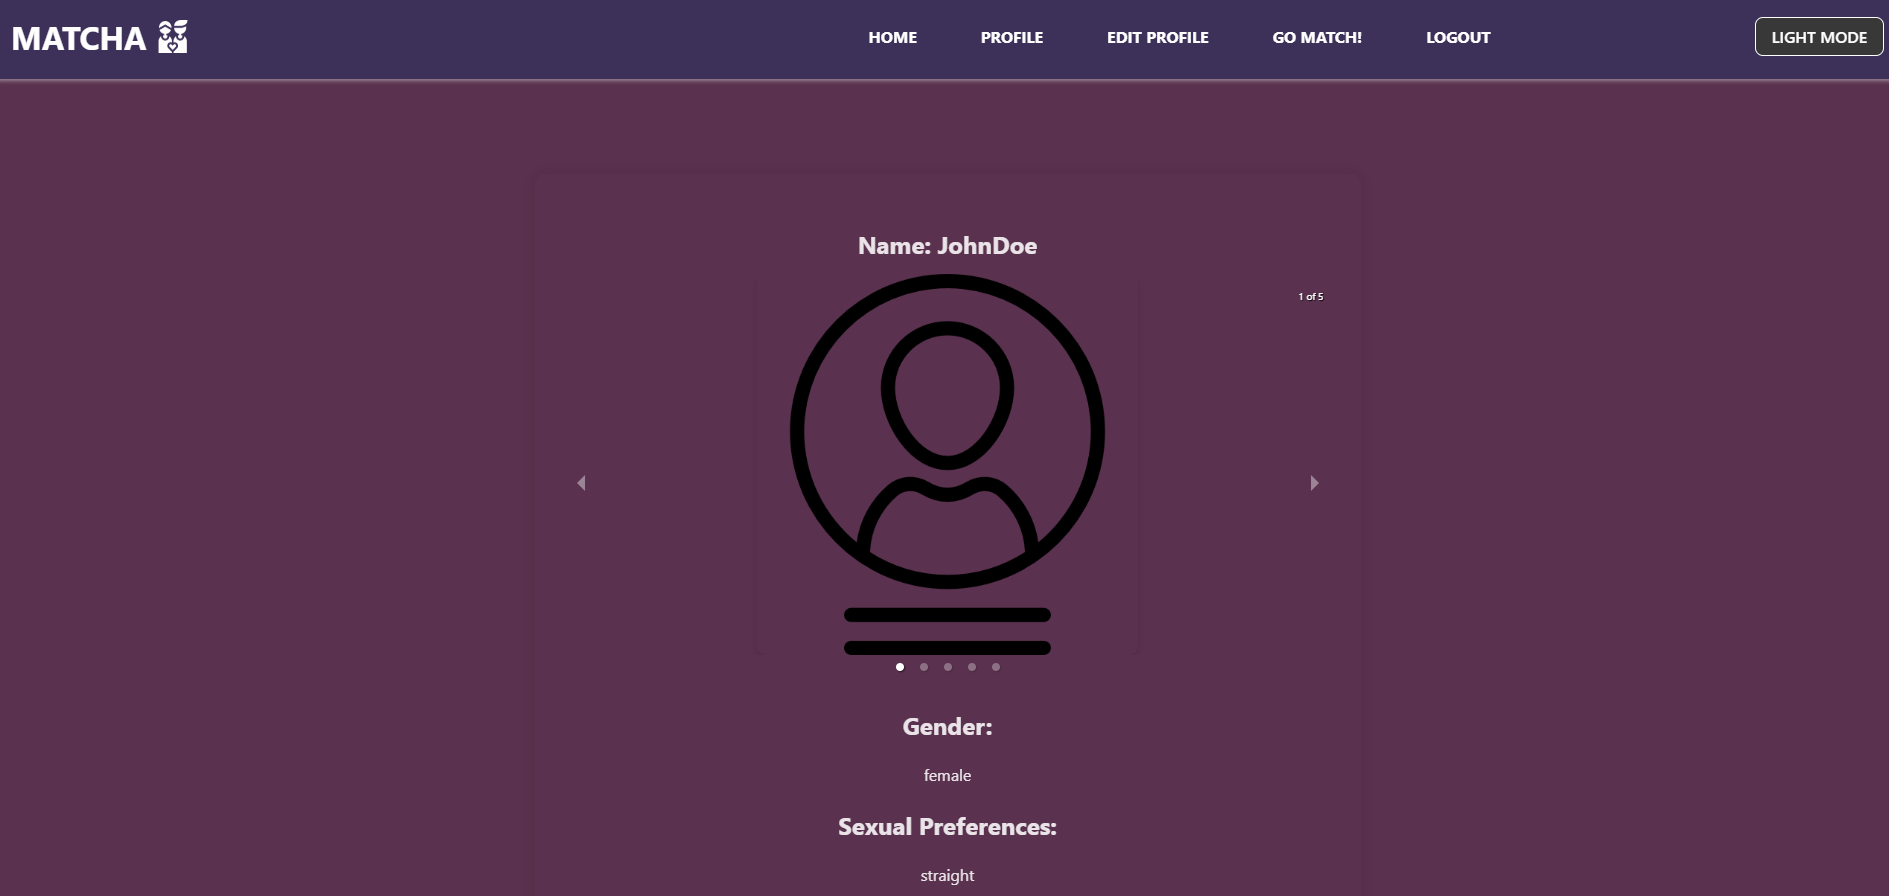 MATCHA
HOME PROFILE EDIT PROFILE GO MATCH! LOGOUT
LIGHT MODE
Name: JohnDoe
1 of 5
Gender:
female
Sexual Preferences:
straight